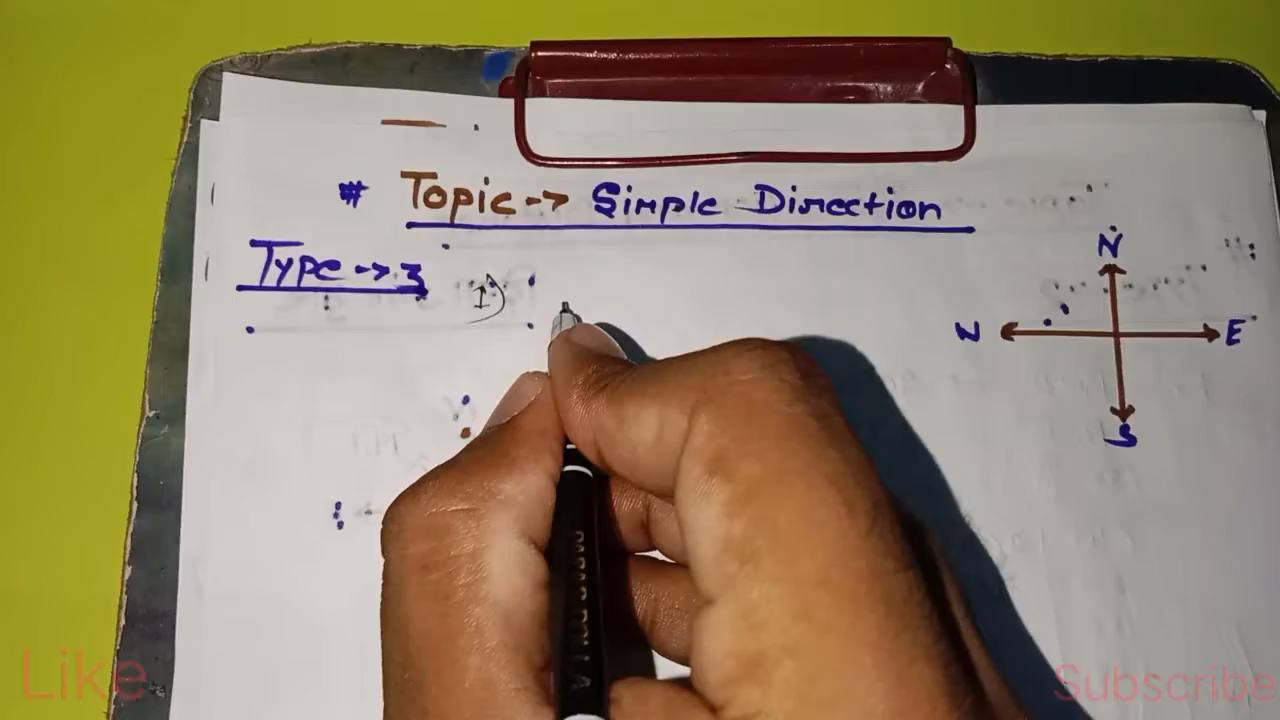 # Topic -> Simple Direction
Type -> 3
1)
N
W
E
S
Like
Subscribe